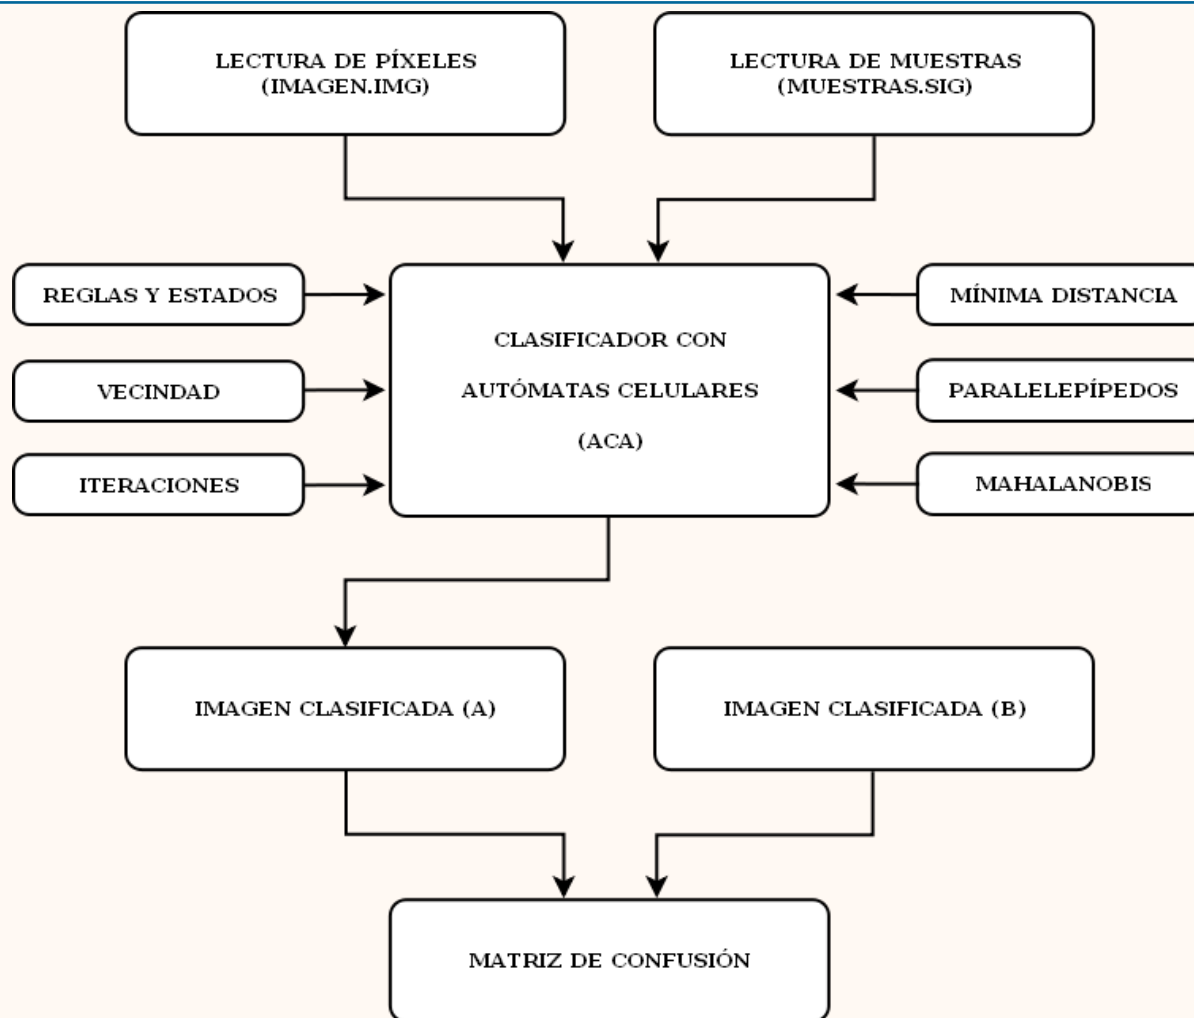 LECTURA DE PÍXELES
(IMAGEN.IMG)
LECTURA DE MUESTRAS
(MUESTRAS.SIG)
REGLAS Y ESTADOS
VECINDAD
ITERACIONES
CLASIFICADOR CON
AUTÓMATAS CELULARES
(ACA)
MÍNIMA DISTANCIA
PARALELEPÍPEDOS
MAHALANOBIS
IMAGEN CLASIFICADA (A)
IMAGEN CLASIFICADA (B)
MATRIZ DE CONFUSIÓN